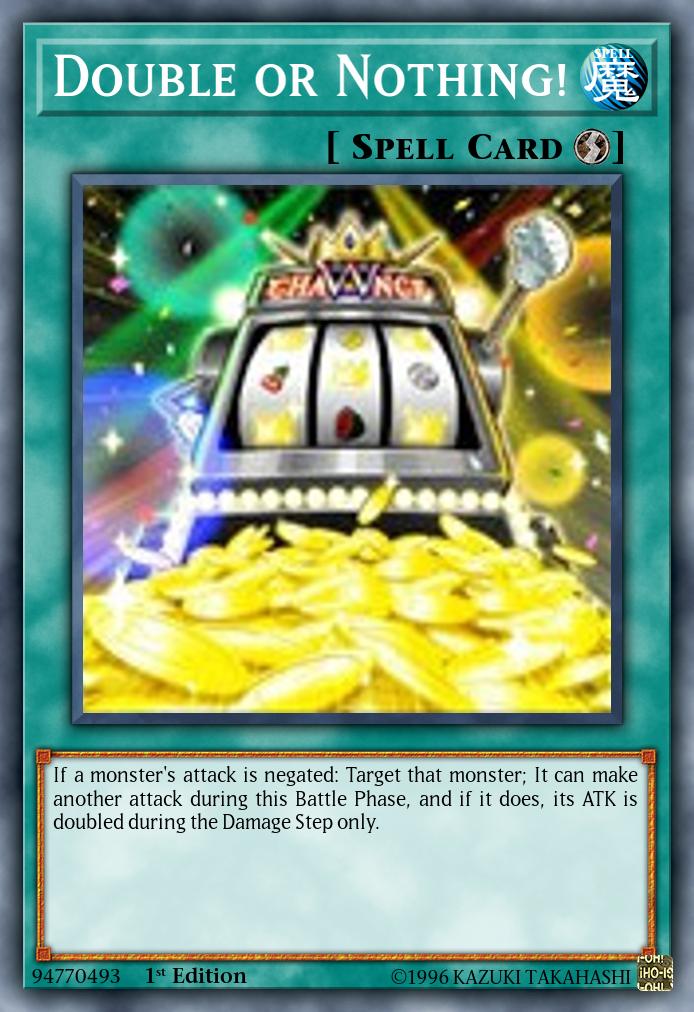 DOUBLE OR NOTHING!
SPELL
魔
[ SPELL CARD ]
CHA NCE
If a monster's attack is negated: Target that monster; It can make
another attack during this Battle Phase, and if it does, its ATK is
doubled during the Damage Step only.
94770493 1st Edition ©1996 KAZUKI TAKAHASHI